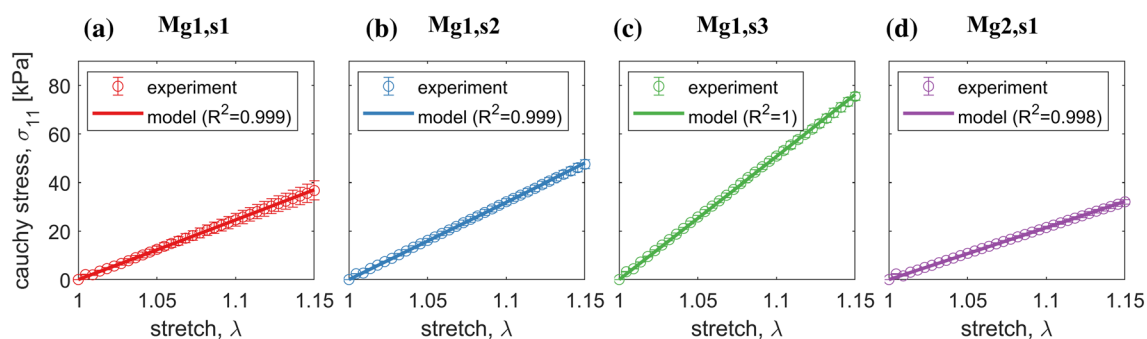 (a) Mg1,s1
(b) Mg1,s2
(c) Mg1,s3
(d) Mg2,s1
cauchy stress, σ₁₁ [kPa]
80
60
40
20
0
experiment
model (R²=0.999)
experiment
model (R²=0.999)
experiment
model (R²=1)
experiment
model (R²=0.998)
1 1.05 1.1 1.15
1 1.05 1.1 1.15
1 1.05 1.1 1.15
1 1.05 1.1 1.15
stretch, λ
stretch, λ
stretch, λ
stretch, λ